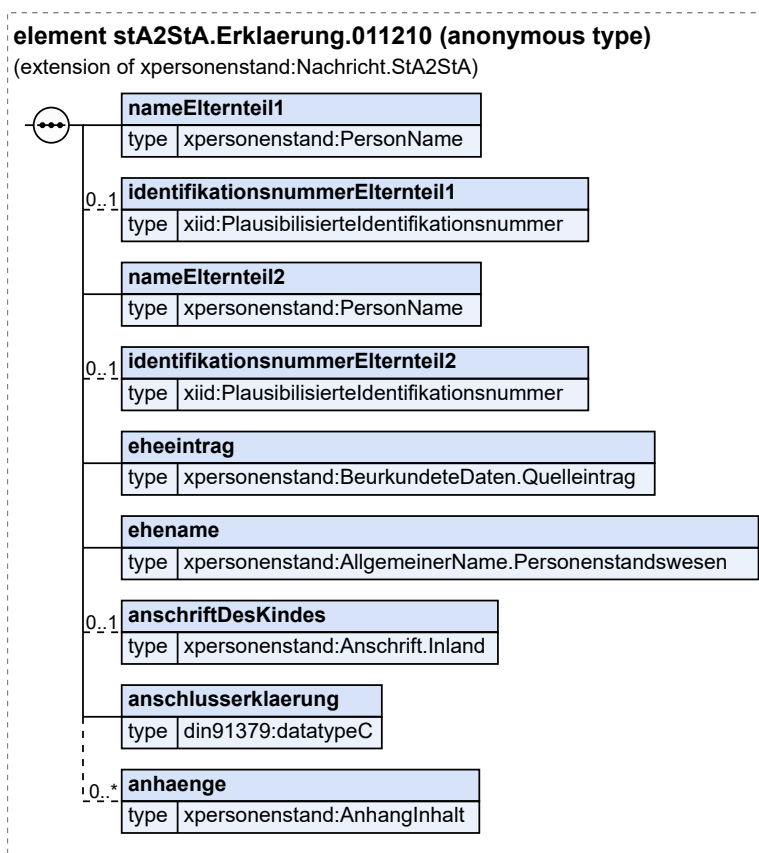 element stA2StA.Erklaerung.011210 (anonymous type)
(extension of xpersonenstand:Nachricht.StA2StA)
nameElternteil1
type xpersonenstand:PersonName
0..1 identifikationsnummerElternteil1
type xiid:PlausibilisierteIdentifikationsnummer
nameElternteil2
type xpersonenstand:PersonName
0..1 identifikationsnummerElternteil2
type xiid:PlausibilisierteIdentifikationsnummer
eheeintrag
type xpersonenstand:BeurkundeteDaten.Quelleintrag
ehename
type xpersonenstand:AllgemeinerName.Personenstandswesen
0..1 anschriftDesKindes
type xpersonenstand:Anschrift.Inland
anschlusserklaerung
type din91379:datatypeC
0..* anhaenge
type xpersonenstand:AnhangInhalt